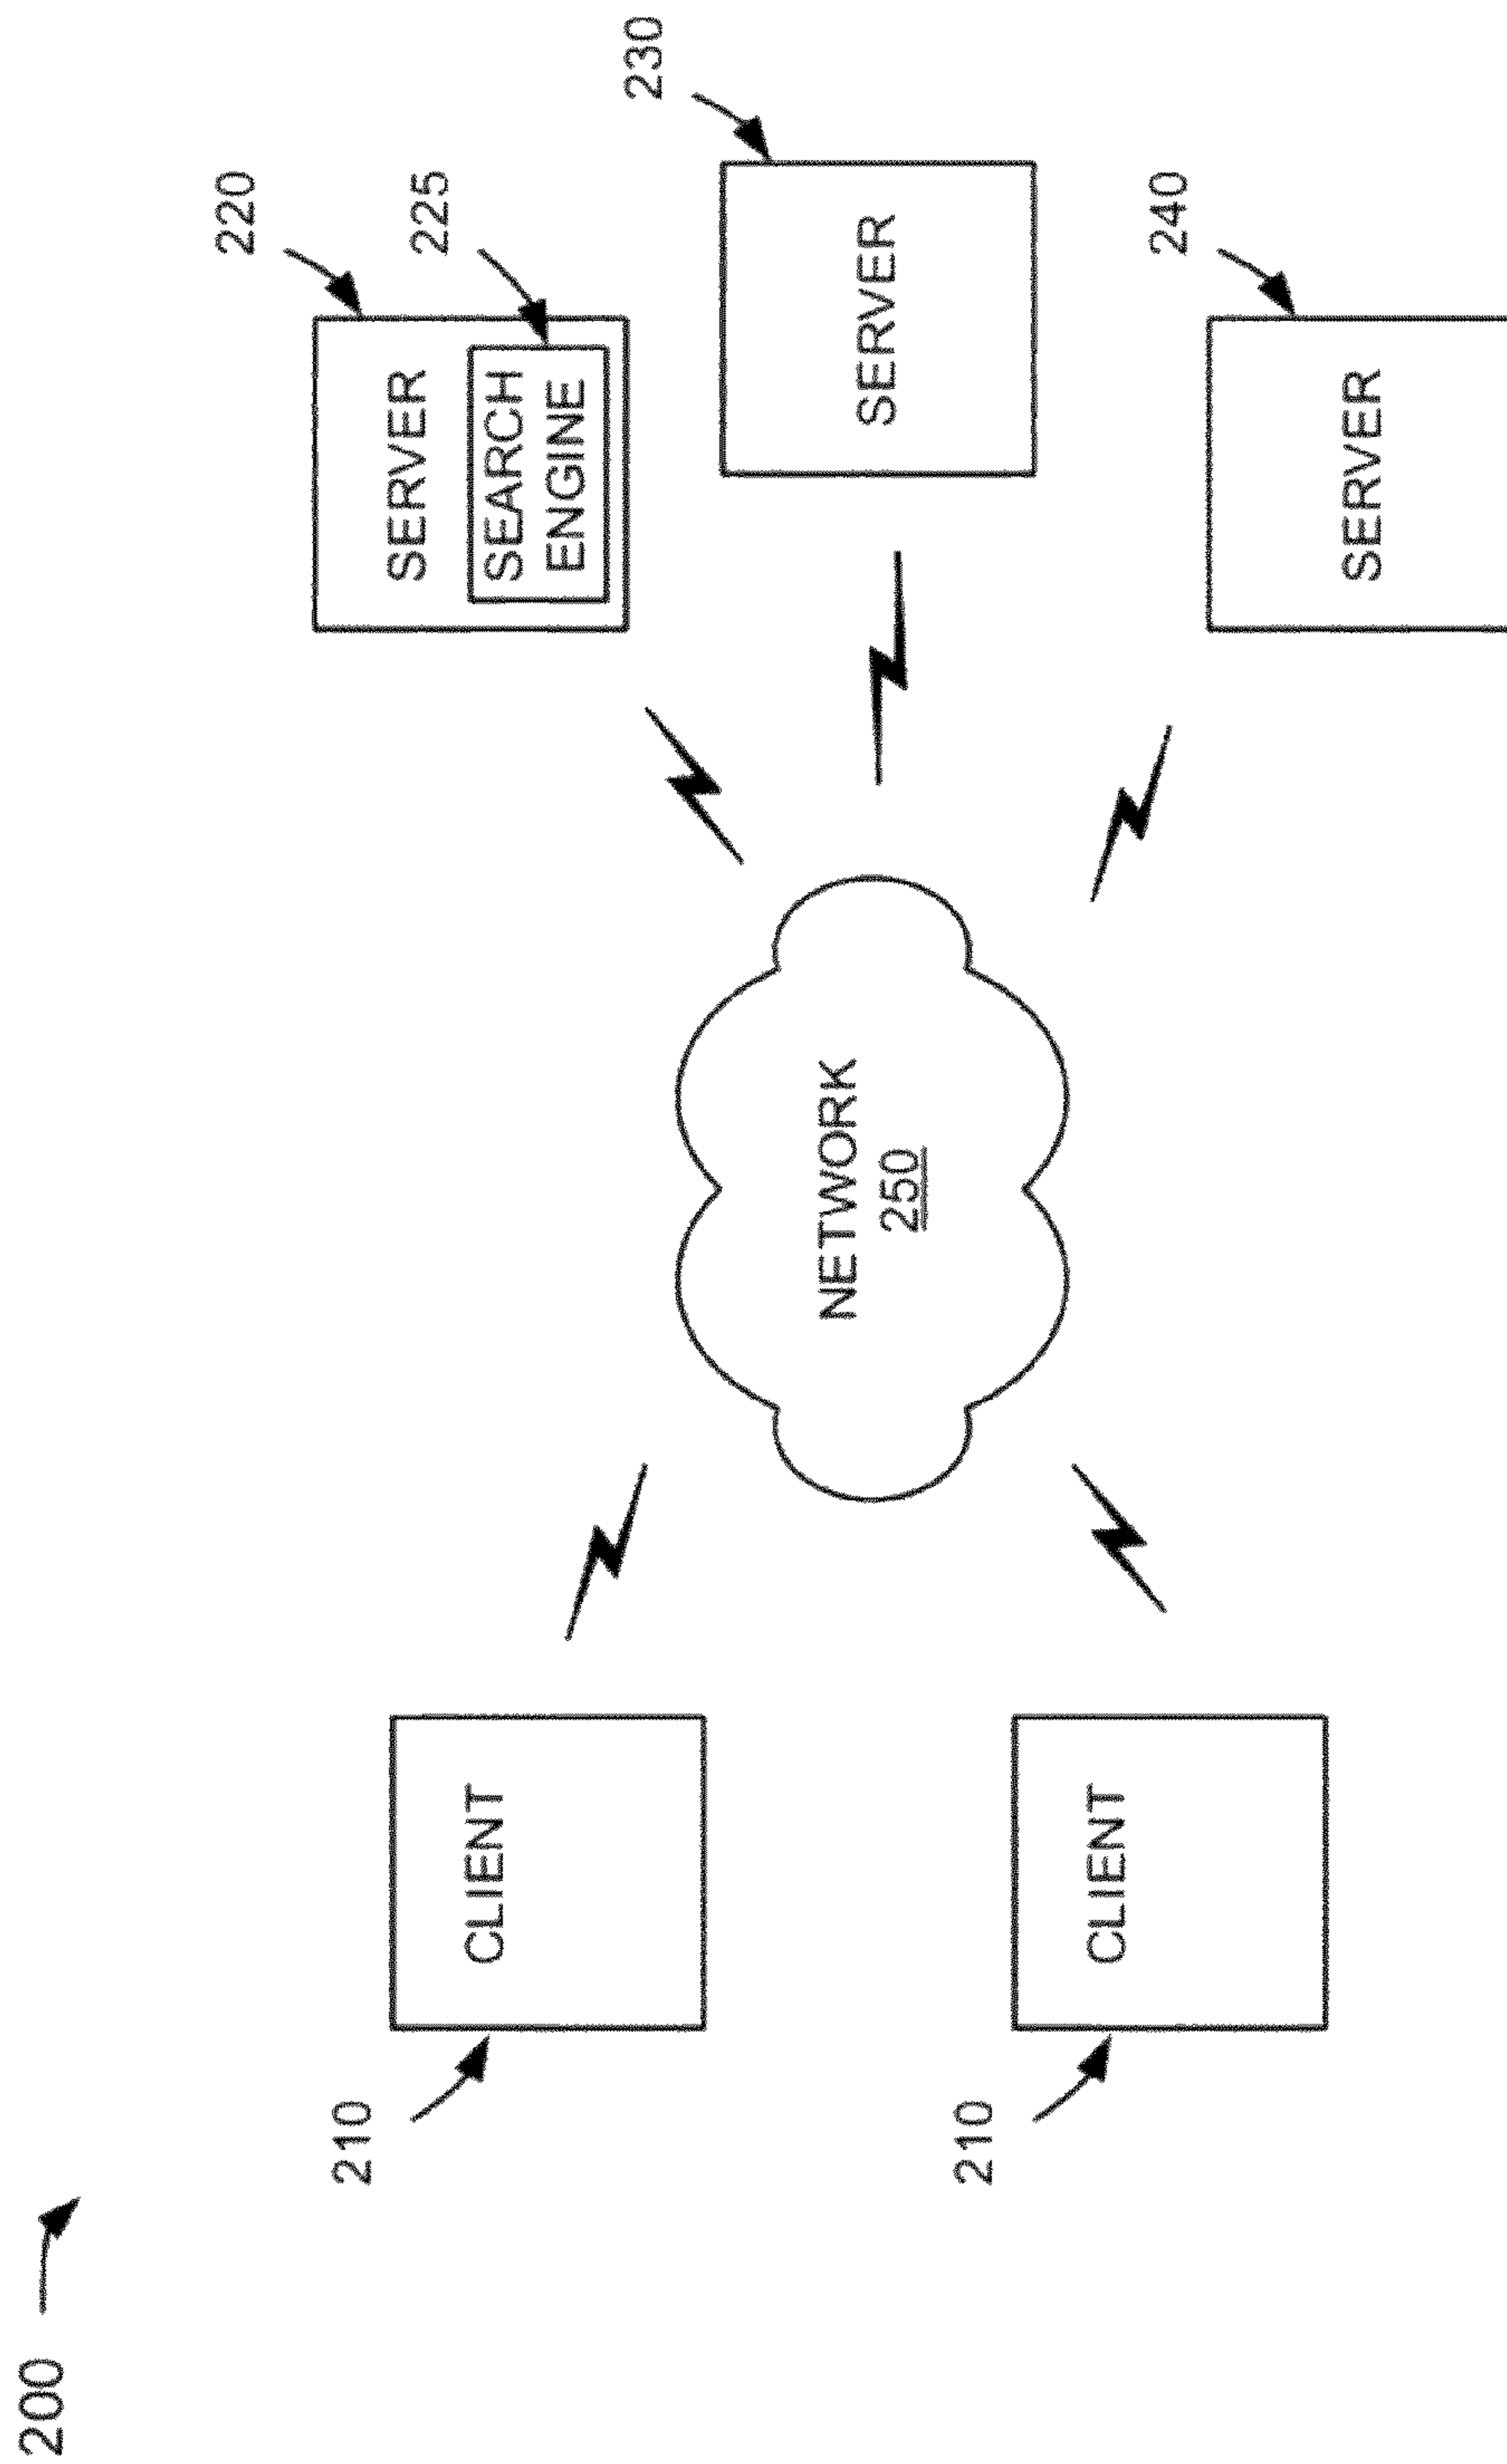 200
220
SERVER
225
SEARCH
ENGINE
210
CLIENT
230
SERVER
NETWORK
250
240
SERVER
210
CLIENT